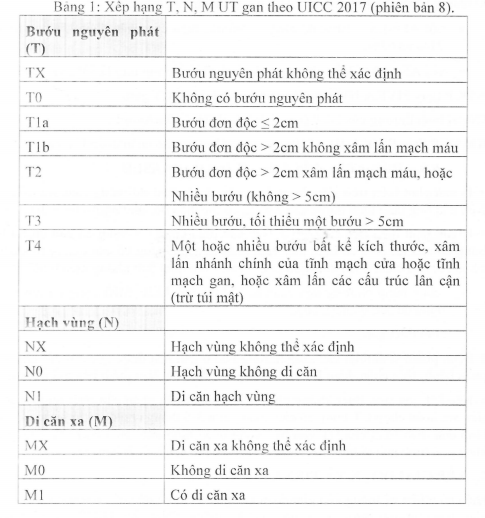 Bảng 1: Xếp hạng T, N, M UT gan theo UICC 2017 (phiên bản 8).
Bướu nguyên phát
(T)
TX Bướu nguyên phát không thể xác định
T0 Không có bướu nguyên phát
T1a Bướu đơn độc ≤ 2cm
T1b Bướu đơn độc > 2cm không xâm lấn mạch máu
T2 Bướu đơn độc > 2cm xâm lấn mạch máu, hoặc
Nhiều bướu (không > 5cm)
T3 Nhiều bướu, tối thiểu một bướu > 5cm
T4 Một hoặc nhiều bướu bất kể kích thước, xâm
lấn nhánh chính của tĩnh mạch cửa hoặc tĩnh
mạch gan, hoặc xâm lấn các cấu trúc lân cận
(trừ túi mật)
Hạch vùng (N)
NX Hạch vùng không thể xác định
N0 Hạch vùng không di căn
N1 Di căn hạch vùng
Di căn xa (M)
MX Di căn xa không thể xác định
M0 Không di căn xa
M1 Có di căn xa